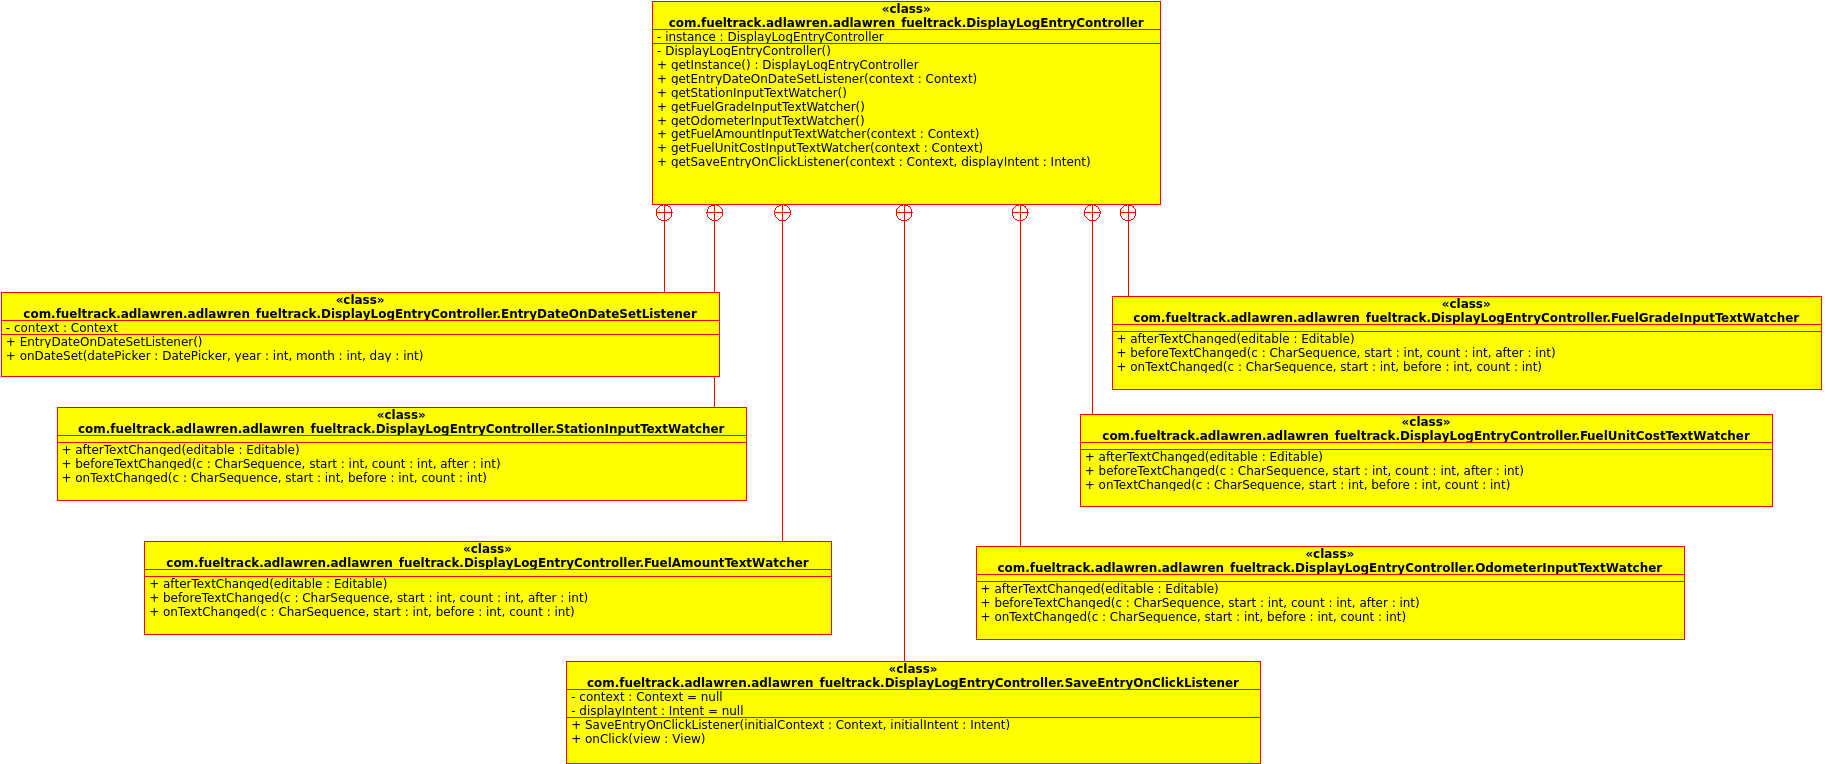 «class»
com.fueltrack.adlawren.adlawren_fueltrack.DisplayLogEntryController
- instance : DisplayLogEntryController
- DisplayLogEntryController()
+ getInstance() : DisplayLogEntryController
+ getEntryDateOnDateSetListener(context : Context)
+ getStationInputTextWatcher()
+ getFuelGradeInputTextWatcher()
+ getOdometerInputTextWatcher()
+ getFuelAmountInputTextWatcher(context : Context)
+ getFuelUnitCostInputTextWatcher(context : Context)
+ getSaveEntryOnClickListener(context : Context, displayIntent : Intent)
«class»
com.fueltrack.adlawren.adlawren_fueltrack.DisplayLogEntryController.EntryDateOnDateSetListener
- context : Context
+ EntryDateOnDateSetListener()
+ onDateSet(datePicker : DatePicker, year : int, month : int, day : int)
«class»
com.fueltrack.adlawren.adlawren_fueltrack.DisplayLogEntryController.FuelGradeInputTextWatcher
+ afterTextChanged(editable : Editable)
+ beforeTextChanged(c : CharSequence, start : int, count : int, after : int)
+ onTextChanged(c : CharSequence, start : int, before : int, count : int)
«class»
com.fueltrack.adlawren.adlawren_fueltrack.DisplayLogEntryController.StationInputTextWatcher
+ afterTextChanged(editable : Editable)
+ beforeTextChanged(c : CharSequence, start : int, count : int, after : int)
+ onTextChanged(c : CharSequence, start : int, before : int, count : int)
«class»
com.fueltrack.adlawren.adlawren_fueltrack.DisplayLogEntryController.FuelUnitCostTextWatcher
+ afterTextChanged(editable : Editable)
+ beforeTextChanged(c : CharSequence, start : int, count : int, after : int)
+ onTextChanged(c : CharSequence, start : int, before : int, count : int)
«class»
com.fueltrack.adlawren.adlawren_fueltrack.DisplayLogEntryController.FuelAmountTextWatcher
+ afterTextChanged(editable : Editable)
+ beforeTextChanged(c : CharSequence, start : int, count : int, after : int)
+ onTextChanged(c : CharSequence, start : int, before : int, count : int)
«class»
com.fueltrack.adlawren.adlawren_fueltrack.DisplayLogEntryController.OdometerInputTextWatcher
+ afterTextChanged(editable : Editable)
+ beforeTextChanged(c : CharSequence, start : int, count : int, after : int)
+ onTextChanged(c : CharSequence, start : int, before : int, count : int)
«class»
com.fueltrack.adlawren.adlawren_fueltrack.DisplayLogEntryController.SaveEntryOnClickListener
- context : Context = null
- displayIntent : Intent = null
+ SaveEntryOnClickListener(initialContext : Context, initialIntent : Intent)
+ onClick(view : View)